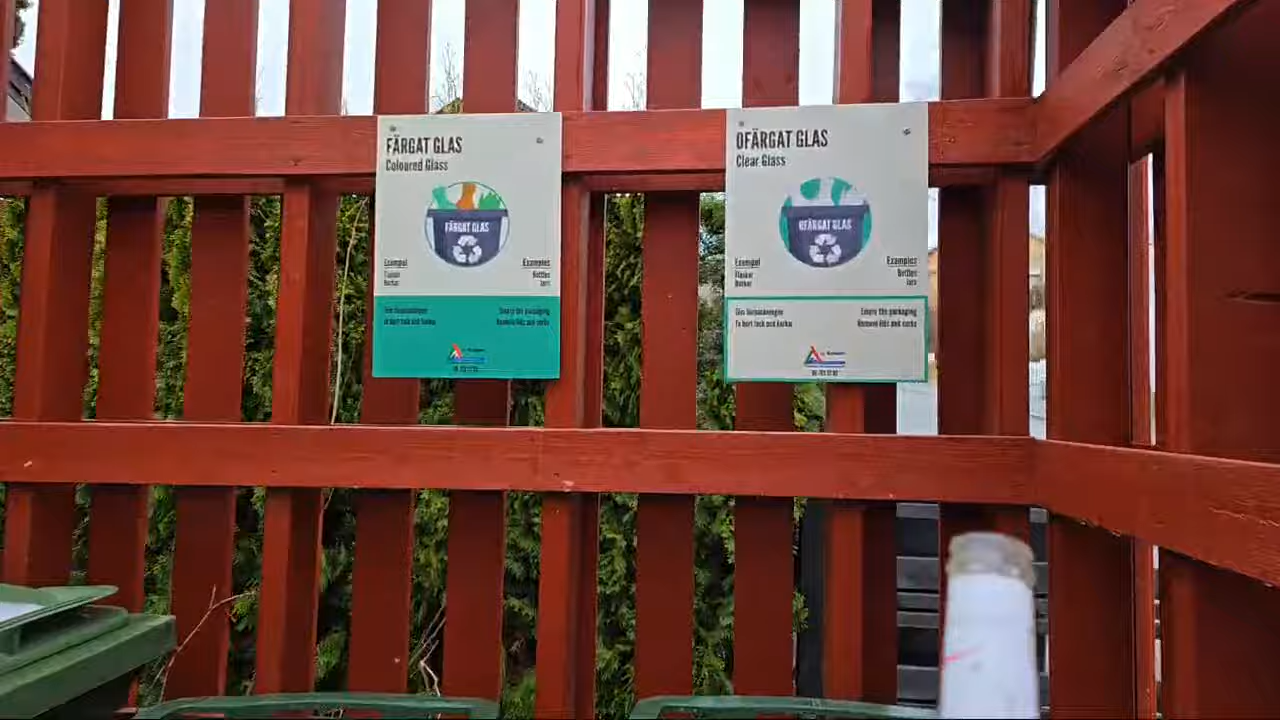 FÄRGAT GLAS
Coloured Glass
FÄRGAT GLAS
Exempel
Flaskor
Burkar
Examples
Bottles
Jars
Töm förpackningen
Ta bort lock och korkar
Empty the packaging
Remove lids and corks
OFÄRGAT GLAS
Clear Glass
OFÄRGAT GLAS
Exempel
Flaskor
Burkar
Examples
Bottles
Jars
Töm förpackningen
Ta bort lock och korkar
Empty the packaging
Remove lids and corks